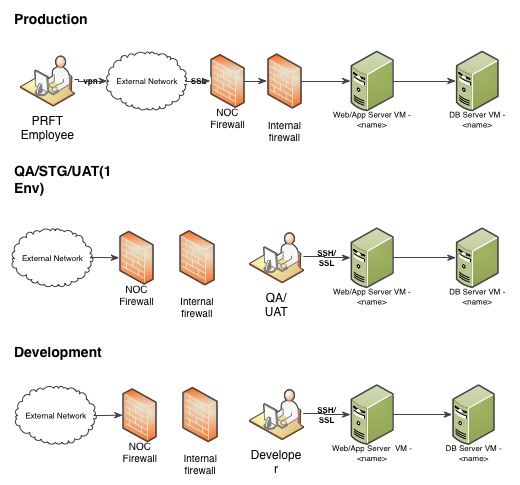 Production
vpn
External Network
SSL
PRFT
Employee
NOC
Firewall
Internal
firewall
Web/App Server VM -
<name>
DB Server VM -
<name>
QA/STG/UAT(1
Env)
External Network
NOC
Firewall
Internal
firewall
QA/
UAT
SSH/
SSL
Web/App Server VM -
<name>
DB Server VM -
<name>
Development
External Network
NOC
Firewall
Internal
firewall
Develope
r
SSH/
SSL
Web/App Server VM -
<name>
DB Server VM -
<name>